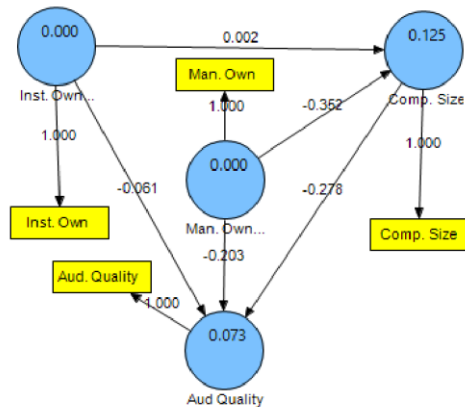 0.000
0.002
0.125
Man. Own
Inst. Own...
Comp. Size
1.000
1.000
-0.352
1.000
0.000
-0.061
-0.278
Inst. Own
Man. Own...
Comp. Size
-0.203
Aud. Quality
1.000
0.073
Aud Quality